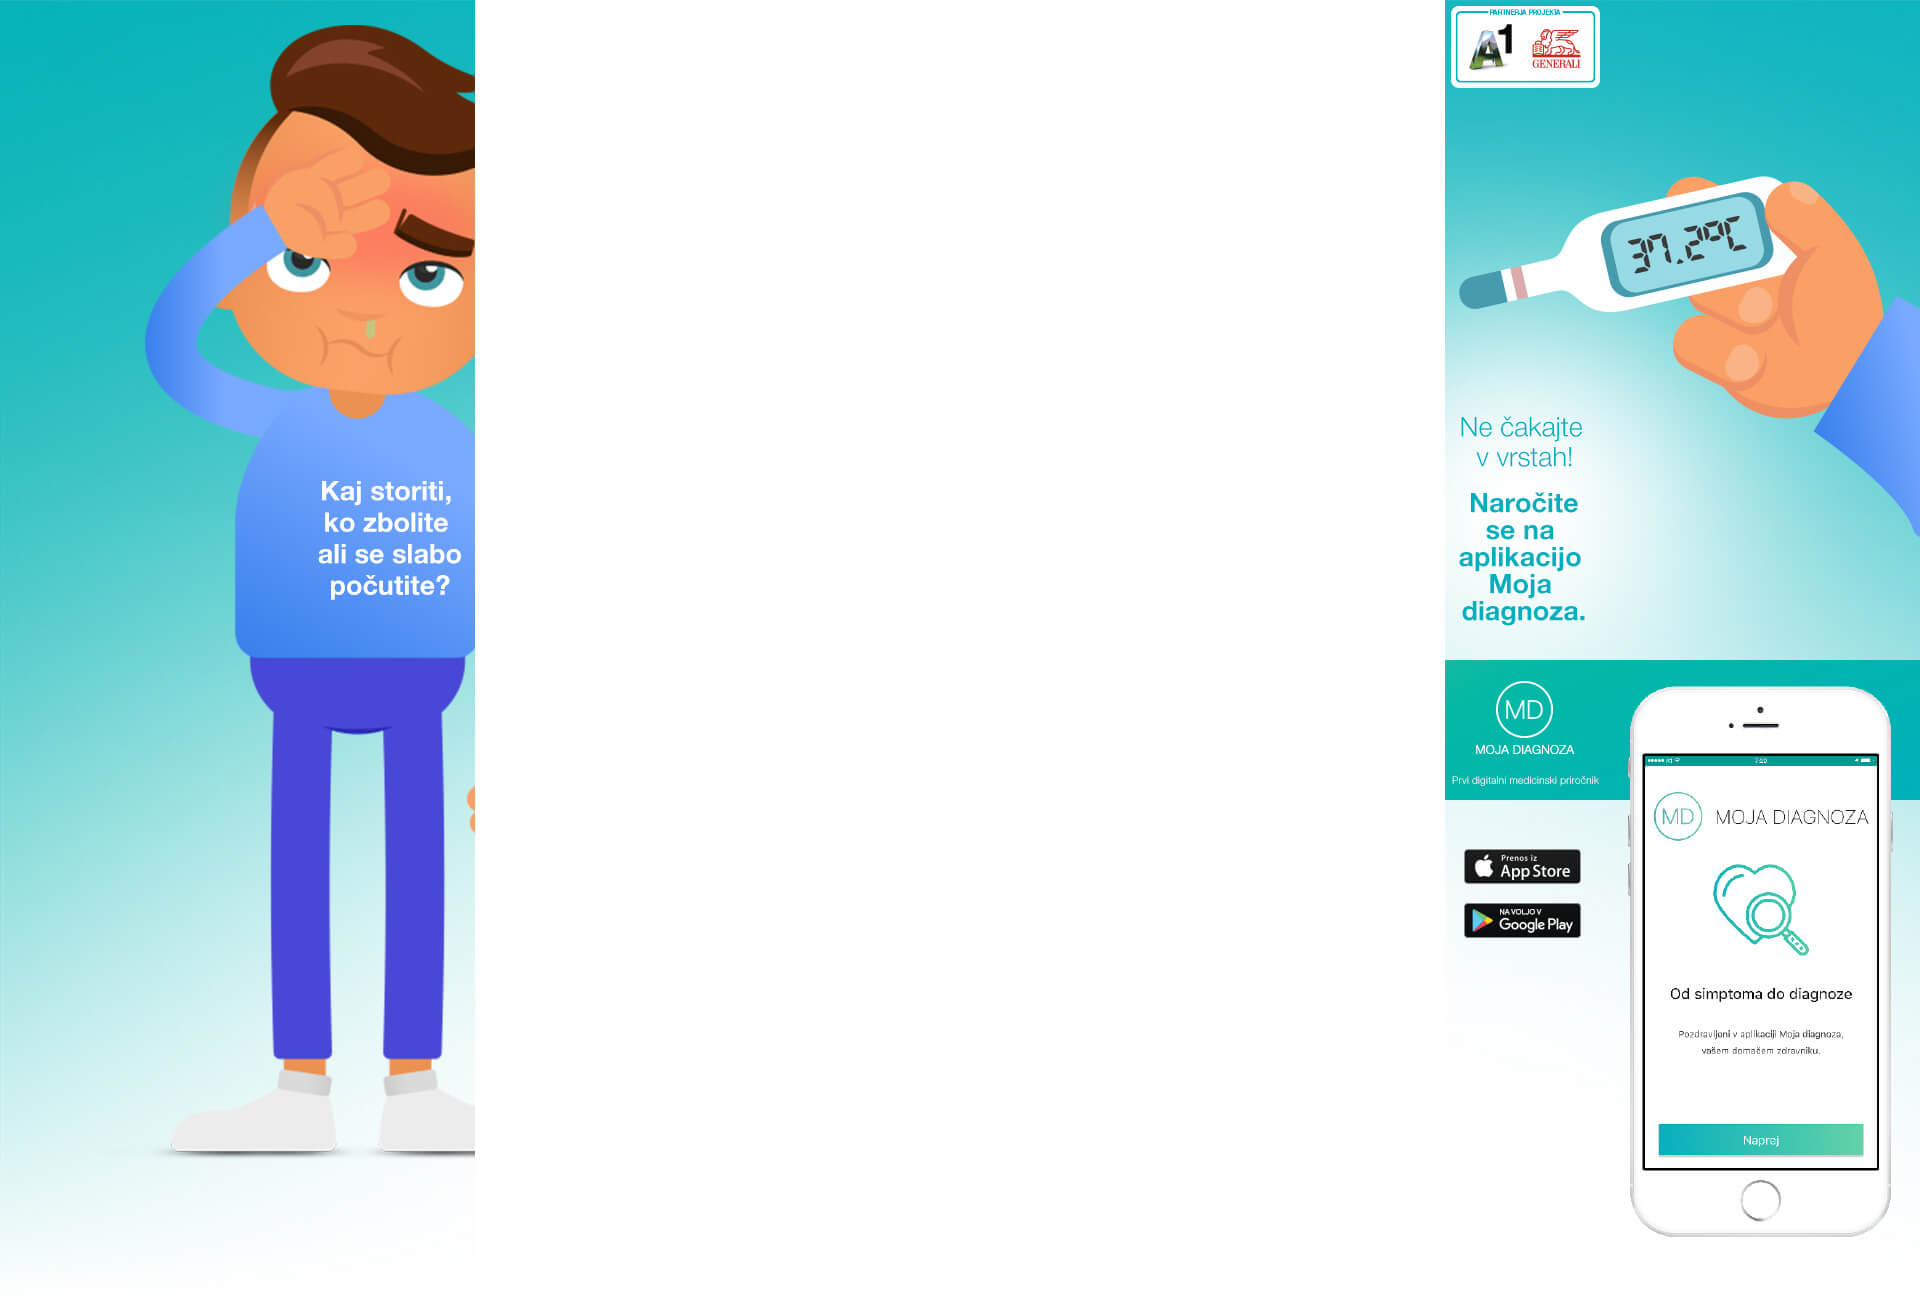 Kaj storiti,
ko zbolite
ali se slabo
počutite?
PARTNERJA PROJEKTA
A1
GENERALI
37.2°C
Ne čakajte
v vrstah!
Naročite
se na
aplikacijo
Moja
diagnoza.
MD
MOJA DIAGNOZA
Prvi digitalni medicinski priročnik
Prenos iz
App Store
NA VOLJO V
Google Play
MD MOJA DIAGNOZA
Od simptoma do diagnoze
Pozdravljeni v aplikaciji Moja diagnoza,
vašem domačem zdravniku.
Naprej